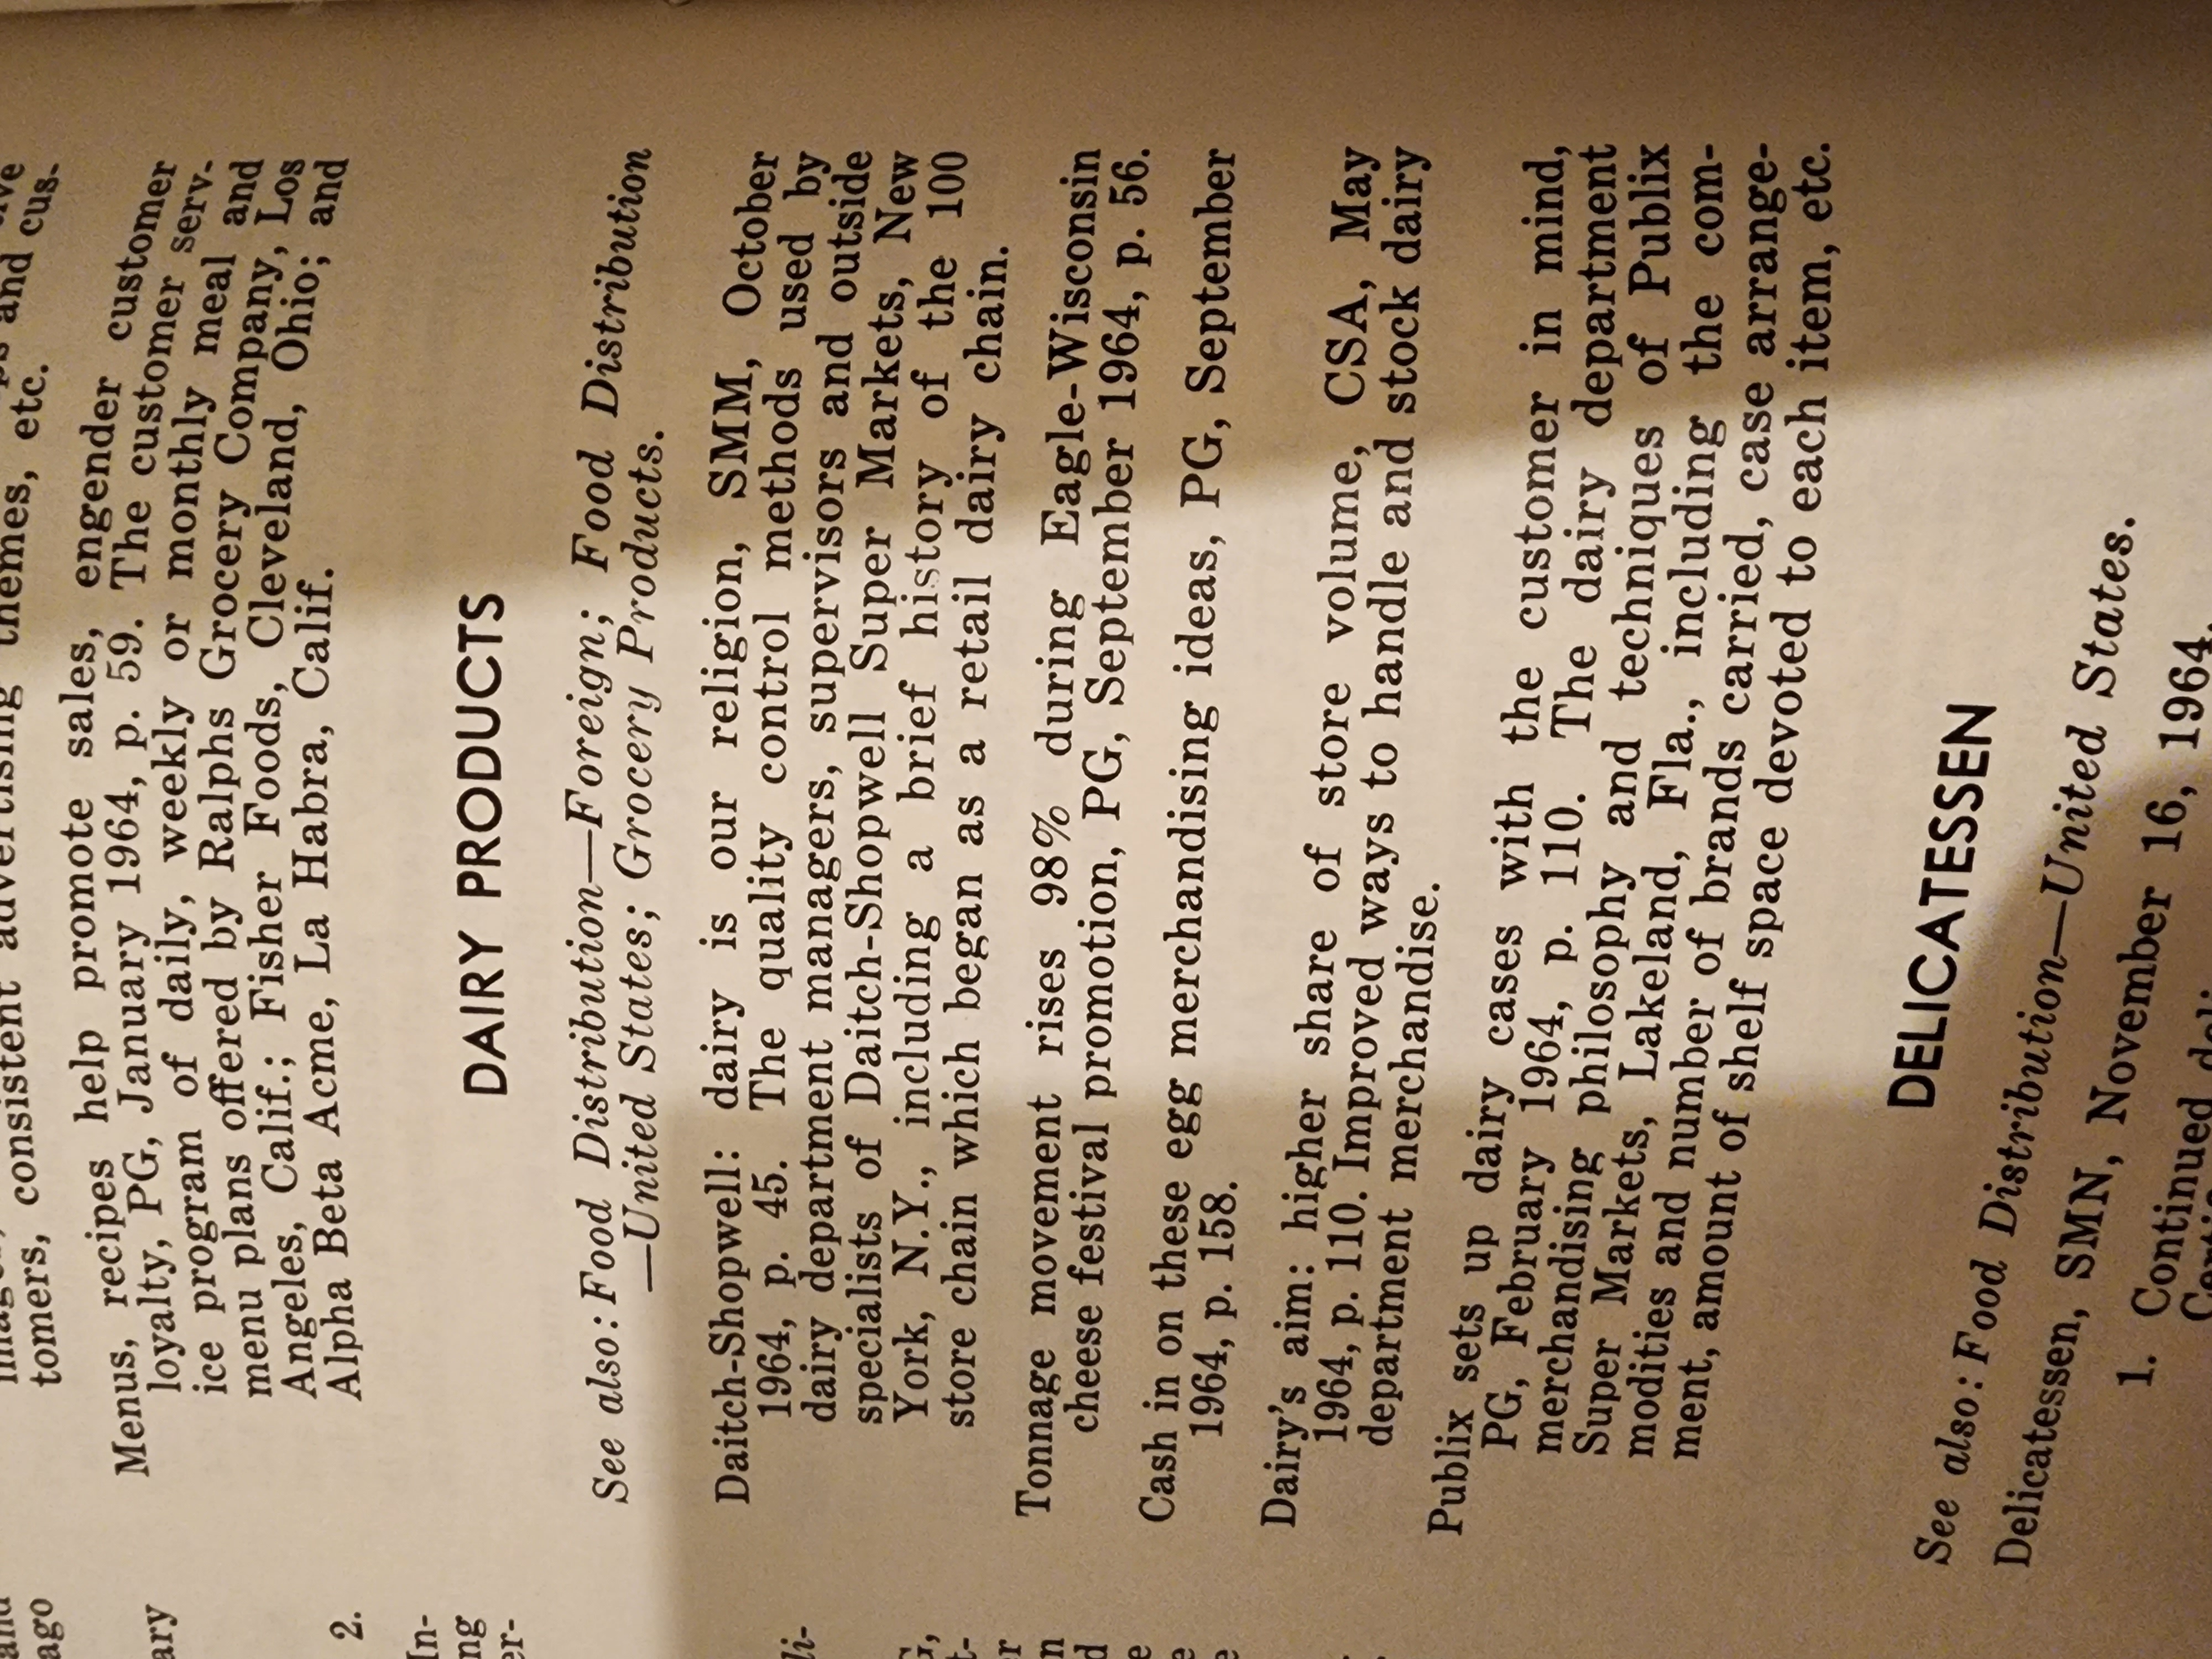 and cus-
tomers, consistent advertising themes, etc.
Menus, recipes help promote sales, engender customer
loyalty, PG, January 1964, p. 59. The customer serv-
ice program of daily, weekly or monthly meal and
menu plans offered by Ralphs Grocery Company, Los
Angeles, Calif.; Fisher Foods, Cleveland, Ohio; and
Alpha Beta Acme, La Habra, Calif.
DAIRY PRODUCTS
See also: Food Distribution—Foreign; Food Distribution
—United States; Grocery Products.
Daitch-Shopwell: dairy is our religion, SMM, October
1964, p. 45. The quality control methods used by
dairy department managers, supervisors and outside
specialists of Daitch-Shopwell Super Markets, New
York, N.Y., including a brief history of the 100
store chain which began as a retail dairy chain.
Tonnage movement rises 98% during Eagle-Wisconsin
cheese festival promotion, PG, September 1964, p. 56.
Cash in on these egg merchandising ideas, PG, September
1964, p. 158.
Dairy's aim: higher share of store volume, CSA, May
1964, p. 110. Improved ways to handle and stock dairy
department merchandise.
Publix sets up dairy cases with the customer in mind,
PG, February 1964, p. 110. The dairy department
merchandising philosophy and techniques of Publix
Super Markets, Lakeland, Fla., including the com-
modities and number of brands carried, case arrange-
ment, amount of shelf space devoted to each item, etc.
DELICATESSEN
See also: Food Distribution—United States.
Delicatessen, SMN, November 16, 1964.
1. Continued